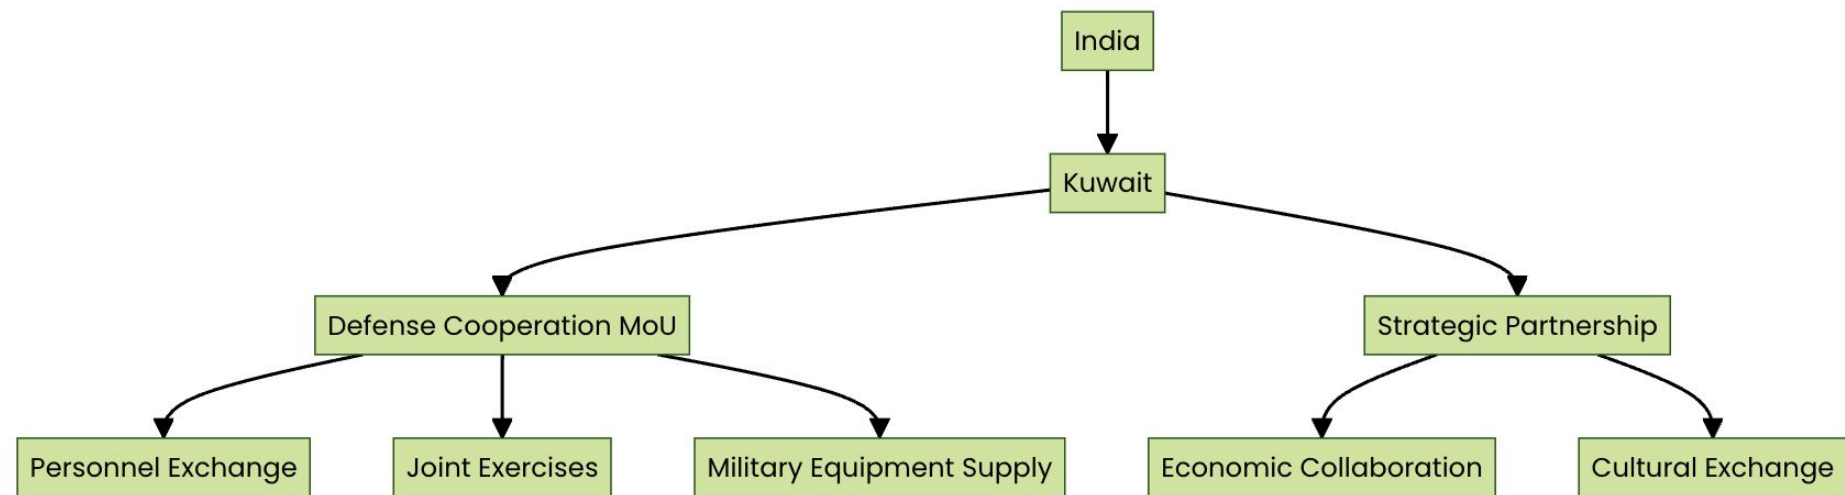 India
Kuwait
Defense Cooperation MoU
Strategic Partnership
Personnel Exchange
Joint Exercises
Military Equipment Supply
Economic Collaboration
Cultural Exchange